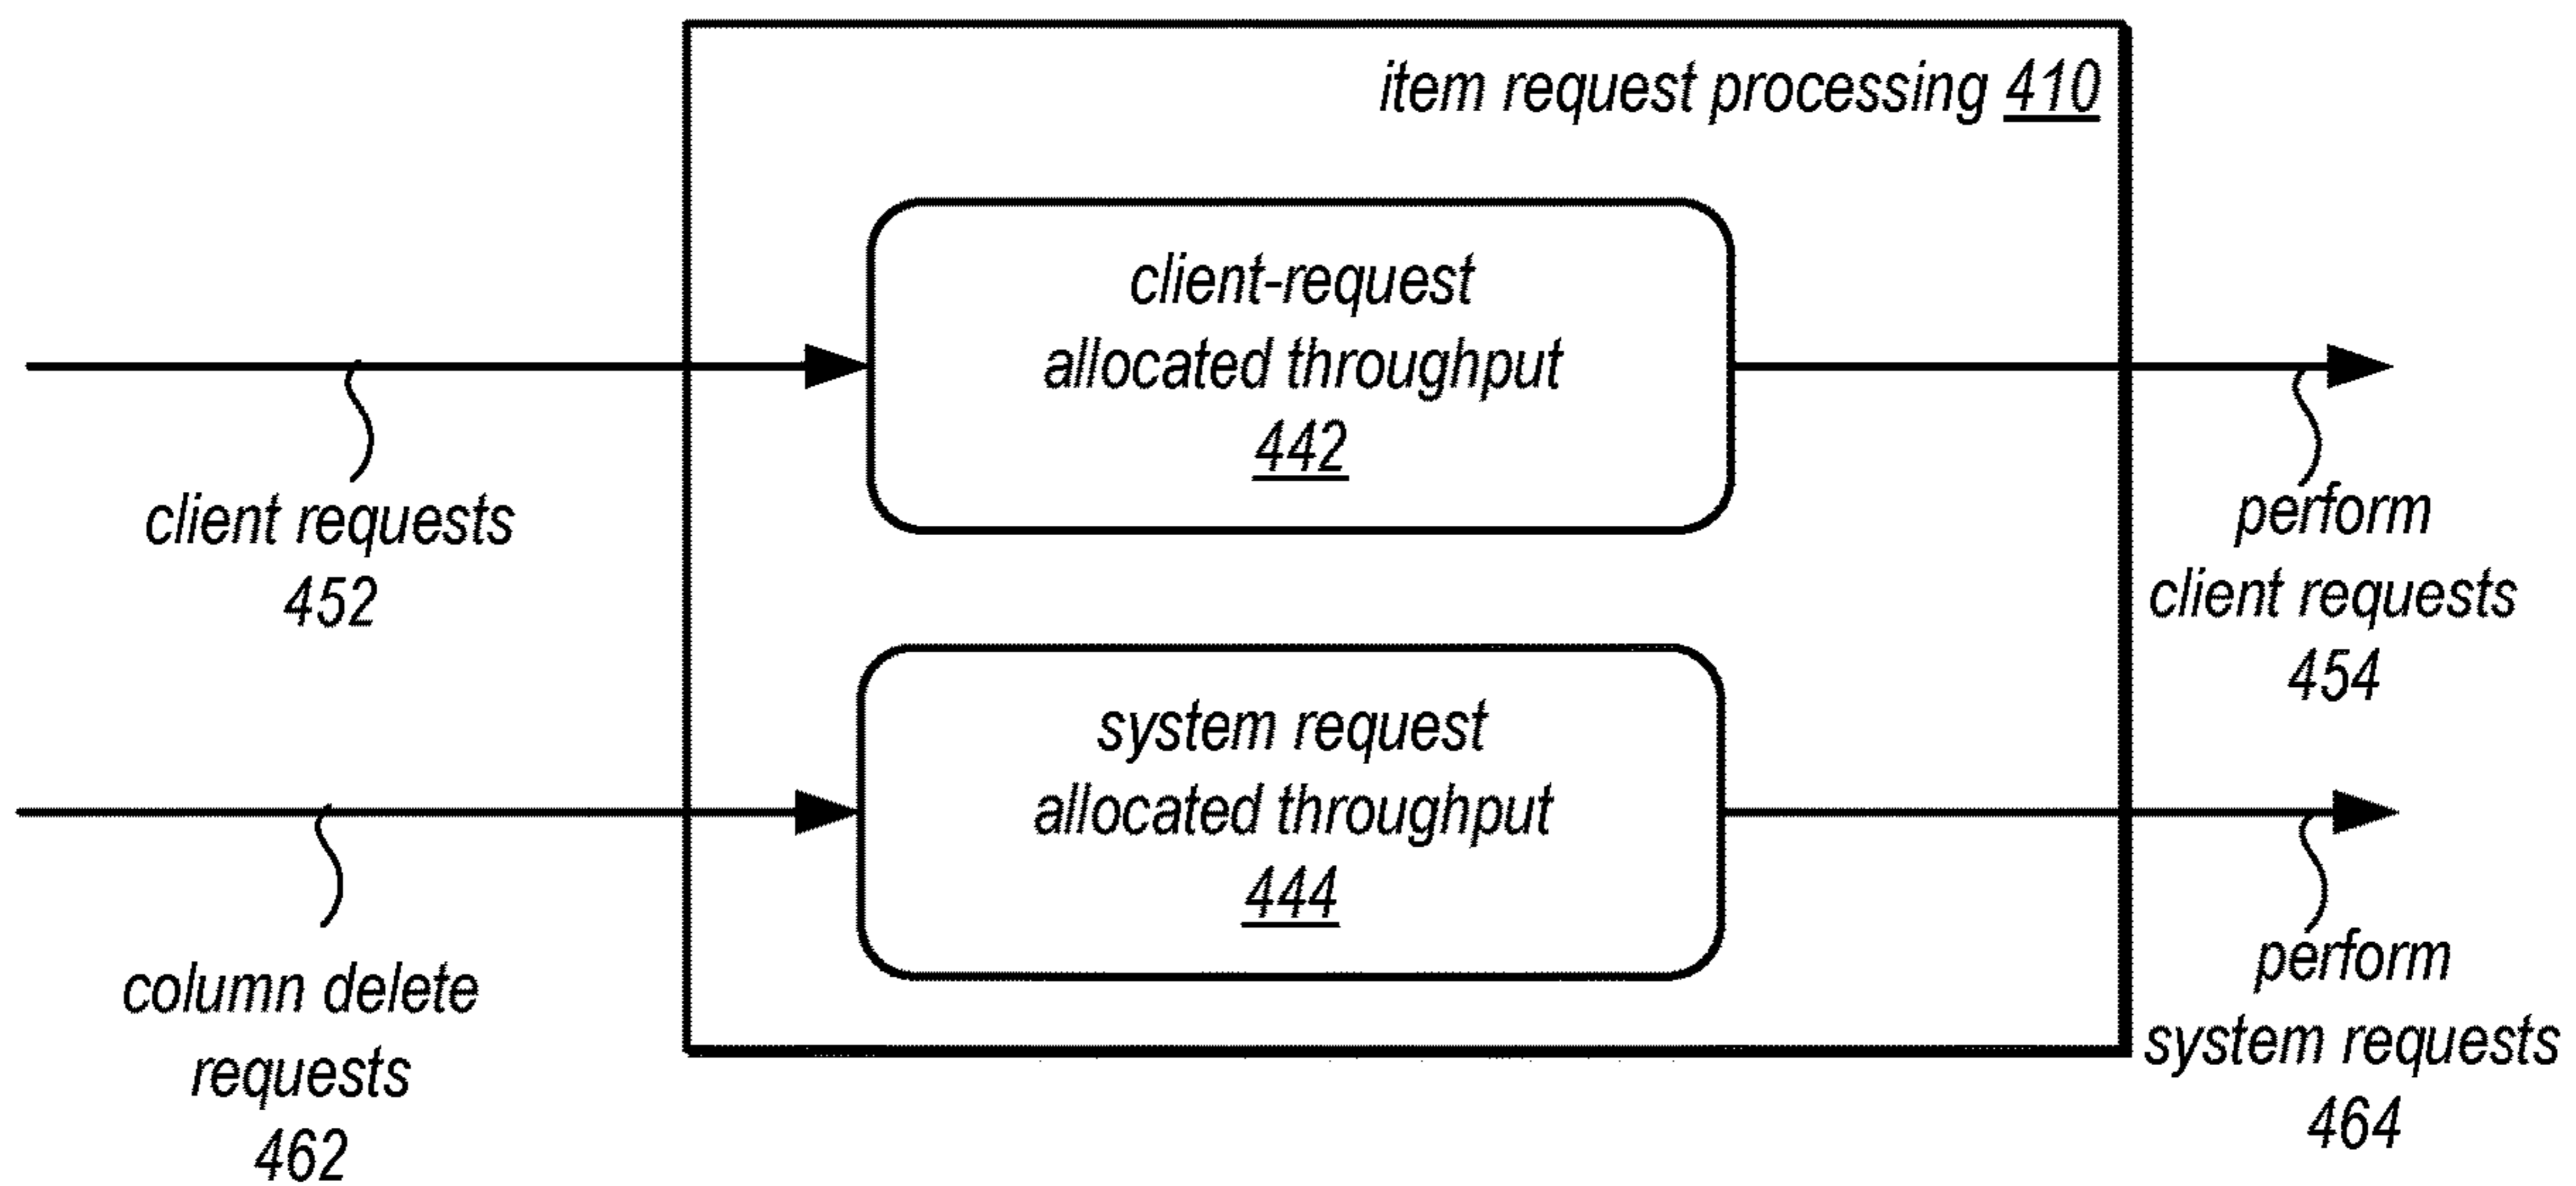 item request processing 410
client-request
allocated throughput
442
client requests
452
perform
client requests
454
system request
allocated throughput
444
column delete
requests
462
perform
system requests
464